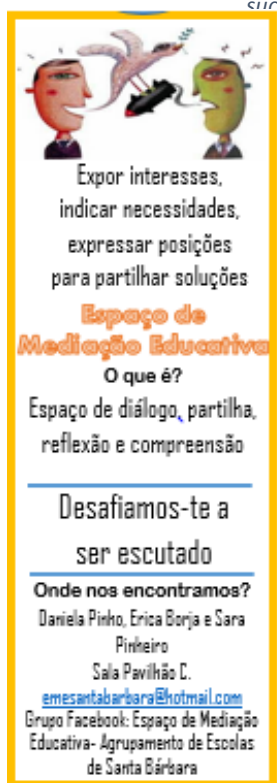 suc
Expor interesses,
indicar necessidades,
expressar posições
para partilhar soluções
Espaço de
Mediação Educativa
O que é?
Espaço de diálogo, partilha,
reflexão e compreensão
Desafiamos-te a
ser escutado
Onde nos encontramos?
Daniela Pinho, Erica Borja e Sara
Pinheiro
Sala Pavilhão C.
emesantabarbara@hotmail.com
Grupo Facebook: Espaço de Mediação
Educativa- Agrupamento de Escolas
de Santa Bárbara